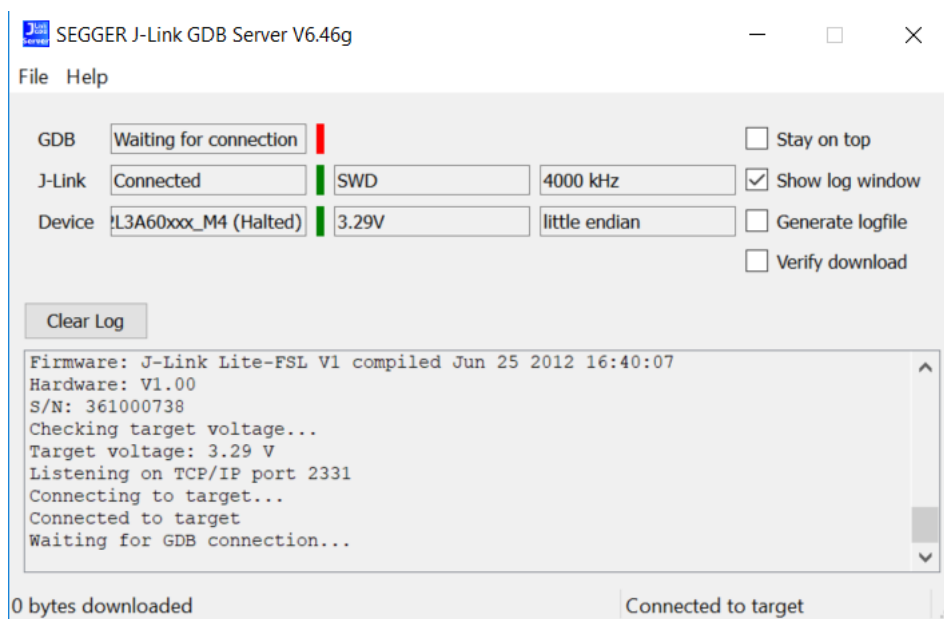 SEGGER J-Link GDB Server V6.46g
File Help
GDB Waiting for connection Stay on top
J-Link Connected SWD 4000 kHz Show log window
Device L3A60xxx_M4 (Halted) 3.29V little endian Generate logfile
Verify download
Clear Log
Firmware: J-Link Lite-FSL V1 compiled Jun 25 2012 16:40:07
Hardware: V1.00
S/N: 361000738
Checking target voltage...
Target voltage: 3.29 V
Listening on TCP/IP port 2331
Connecting to target...
Connected to target
Waiting for GDB connection...
0 bytes downloaded Connected to target